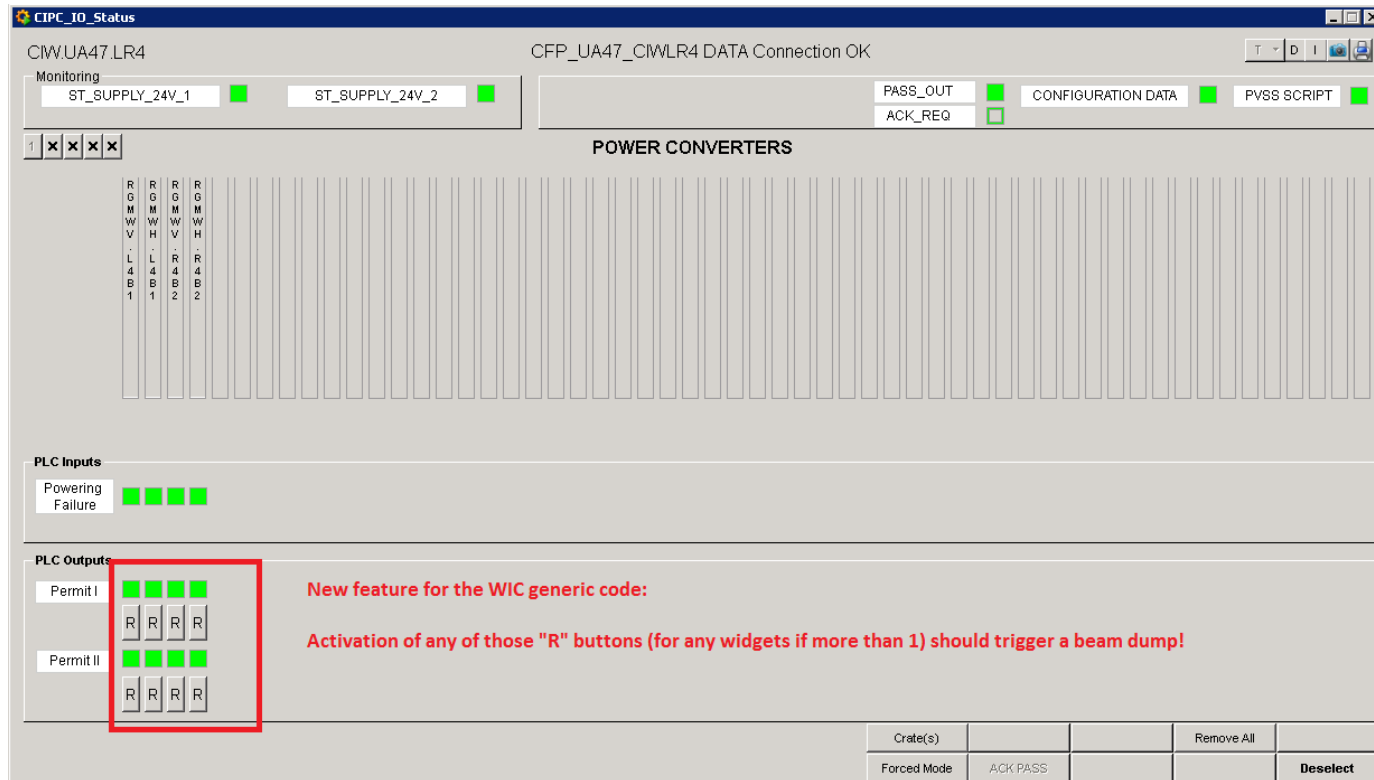 CIPC_IO_Status
CIW.UA47.LR4
CFP_UA47_CIWLR4 DATA Connection OK
T D I
Monitoring
ST_SUPPLY_24V_1
ST_SUPPLY_24V_2
PASS_OUT
CONFIGURATION DATA
PVSS SCRIPT
ACK_REQ
1 X X X X
POWER CONVERTERS
RGMWV.L4B1
RGMWH.L4B1
RGMWV.R4B2
RGMWH.R4B2
PLC Inputs
Powering
Failure
PLC Outputs
Permit I
R R R R
Permit II
R R R R
New feature for the WIC generic code:
Activation of any of those "R" buttons (for any widgets if more than 1) should trigger a beam dump!
Crate(s)
Remove All
Forced Mode
ACK PASS
Deselect